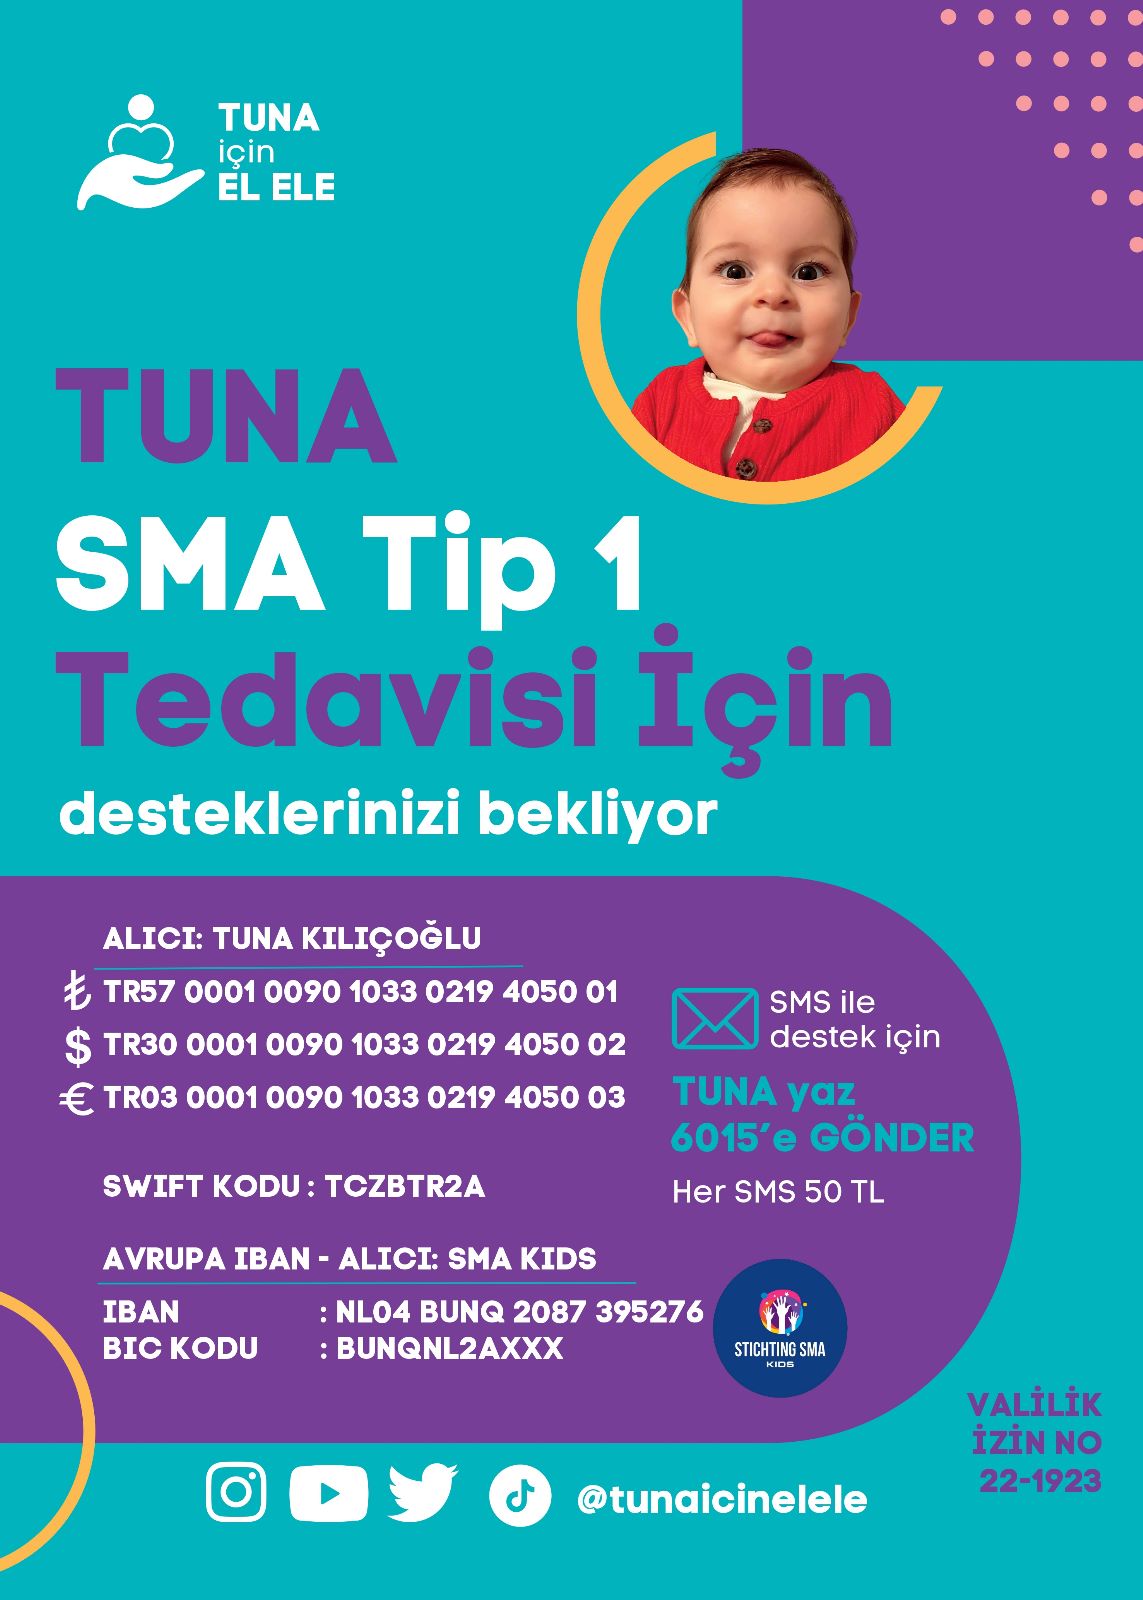 TUNA
için
EL ELE
TUNA
SMA Tip 1
Tedavisi İçin
desteklerinizi bekliyor
ALICI: TUNA KILIÇOĞLU
₺ TR57 0001 0090 1033 0219 4050 01
$ TR30 0001 0090 1033 0219 4050 02
€ TR03 0001 0090 1033 0219 4050 03
SWIFT KODU : TCZBTR2A
AVRUPA IBAN - ALICI: SMA KIDS
IBAN : NL04 BUNQ 2087 395276
BIC KODU : BUNQNL2AXXX
SMS ile
destek için
TUNA yaz
6015'e GÖNDER
Her SMS 50 TL
STICHTING SMA
KIDS
VALİLİK
İZİN NO
22-1923
@tunaicinelele